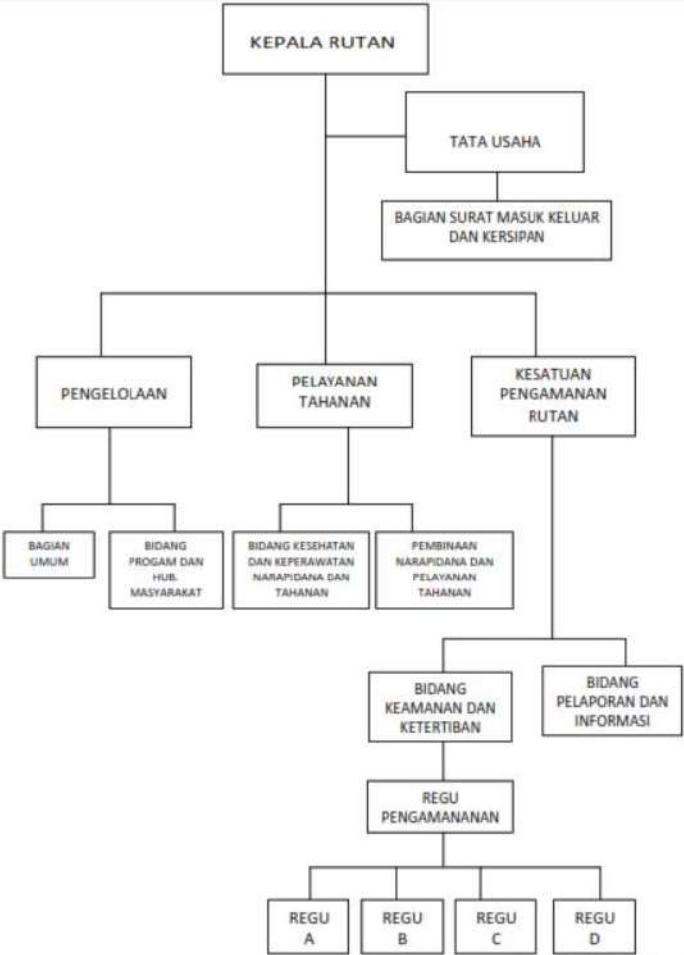 KEPALA RUTAN
TATA USAHA
BAGIAN SURAT MASUK KELUAR
DAN KERSIPAN
PENGELOLAAN
PELAYANAN
TAHANAN
KESATUAN
PENGAMANAN
RUTAN
BAGIAN
UMUM
BIDANG
PROGAM DAN
HUB.
MASYARAKAT
BIDANG KESEHATAN
DAN KEPERAWATAN
NARAPIDANA DAN
TAHANAN
PEMBINAAN
NARAPIDANA DAN
PELAYANAN
TAHANAN
BIDANG
KEAMANAN DAN
KETERTIBAN
BIDANG
PELAPORAN DAN
INFORMASI
REGU
PENGAMANANAN
REGU
A
REGU
B
REGU
C
REGU
D